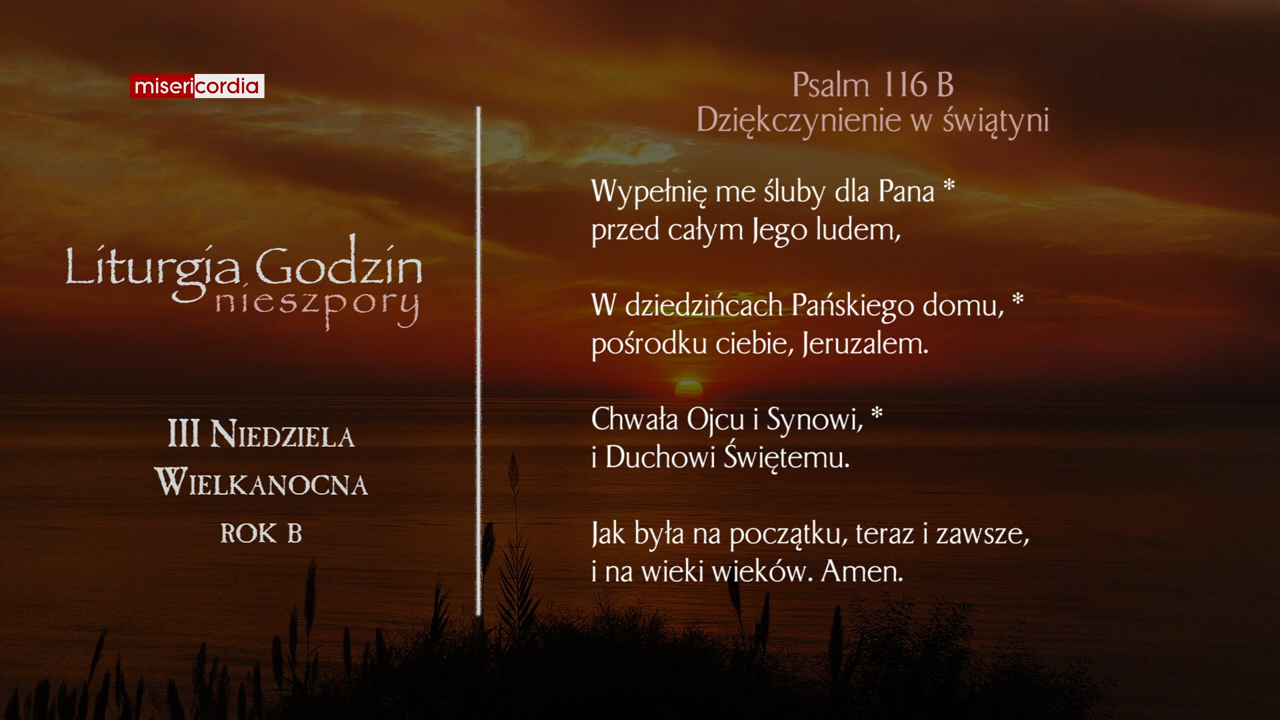 misericordia
Liturgia Godzin
nieszpory
III Niedziela
Wielkanocna
rok B
Psalm 116 B
Dziękczynienie w świątyni
Wypełnię me śluby dla Pana *
przed całym Jego ludem,
W dziedzińcach Pańskiego domu, *
pośrodku ciebie, Jeruzalem.
Chwała Ojcu i Synowi, *
i Duchowi Świętemu.
Jak była na początku, teraz i zawsze,
i na wieki wieków. Amen.